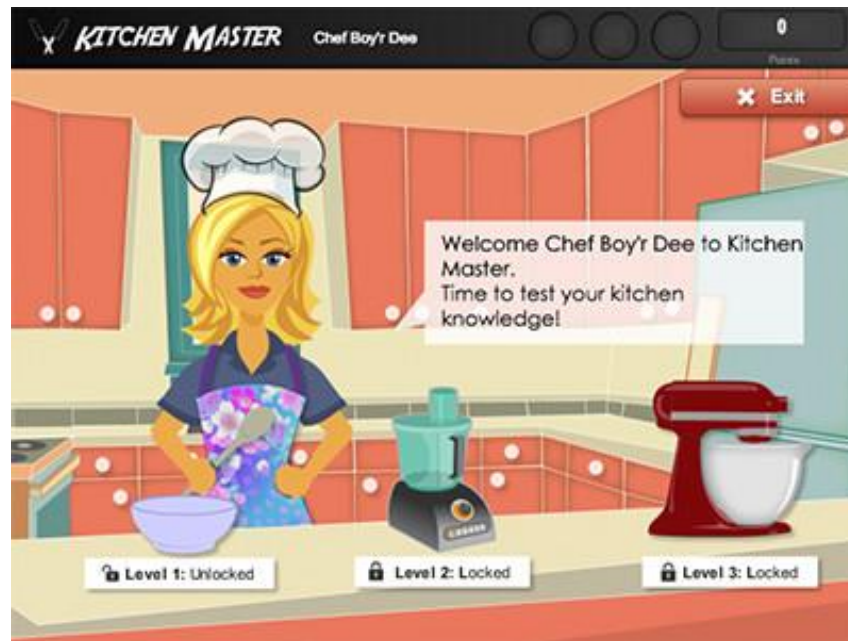 KITCHEN MASTER
Chef Boy'r Dee
0
Points
Exit
Welcome Chef Boy'r Dee to Kitchen
Master.
Time to test your kitchen
knowledge!
Level 1: Unlocked
Level 2: Locked
Level 3: Locked